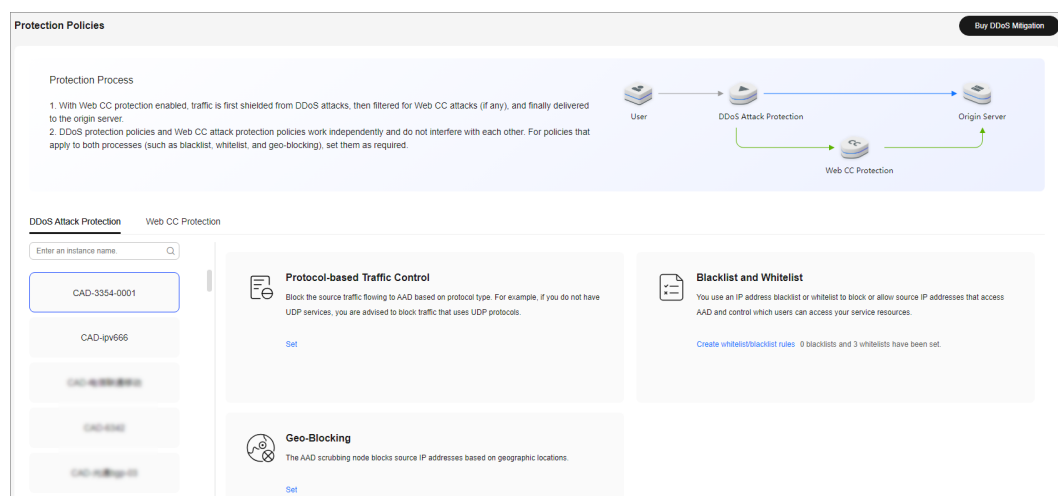 Protection Policies
Buy DDoS Mitigation
Protection Process
1. With Web CC protection enabled, traffic is first shielded from DDoS attacks, then filtered for Web CC attacks (if any), and finally delivered
to the origin server.
2. DDoS protection policies and Web CC attack protection policies work independently and do not interfere with each other. For policies that
apply to both processes (such as blacklist, whitelist, and geo-blocking), set them as required.
User
DDoS Attack Protection
Origin Server
Web CC Protection
DDoS Attack Protection
Web CC Protection
Enter an instance name.
CAD-3354-0001
CAD-ipv666
Protocol-based Traffic Control
Block the source traffic flowing to AAD based on protocol type. For example, if you do not have
UDP services, you are advised to block traffic that uses UDP protocols.
Set
Blacklist and Whitelist
You use an IP address blacklist or whitelist to block or allow source IP addresses that access
AAD and control which users can access your service resources.
Create whitelist/blacklist rules 0 blacklists and 3 whitelists have been set.
Geo-Blocking
The AAD scrubbing node blocks source IP addresses based on geographic locations.
Set